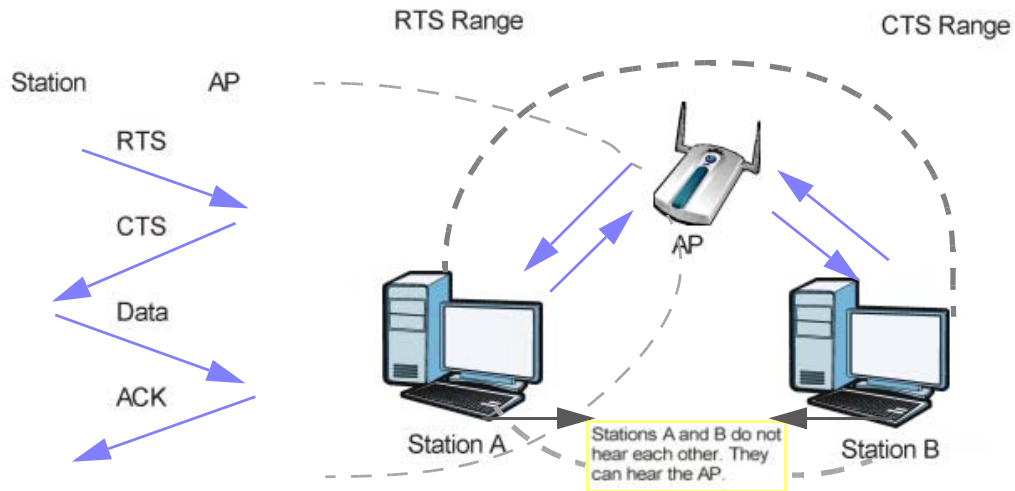 RTS Range
CTS Range
Station
AP
RTS
CTS
Data
ACK
AP
Station A
Station B
Stations A and B do not
hear each other. They
can hear the AP.